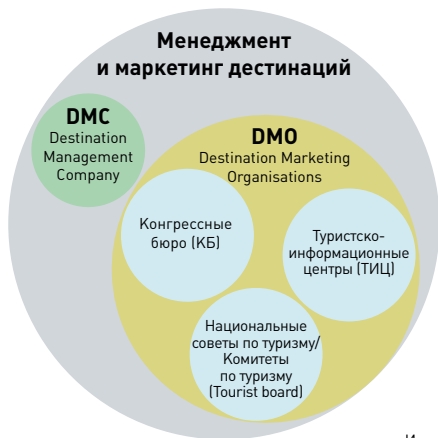 Менеджмент
и маркетинг дестинаций
DMC
Destination
Management
Company
DMO
Destination Marketing
Organisations
Конгрессные
бюро (КБ)
Туристско-
информационные
центры (ТИЦ)
Национальные
советы по туризму/
Комитеты
по туризму
(Tourist board)
И